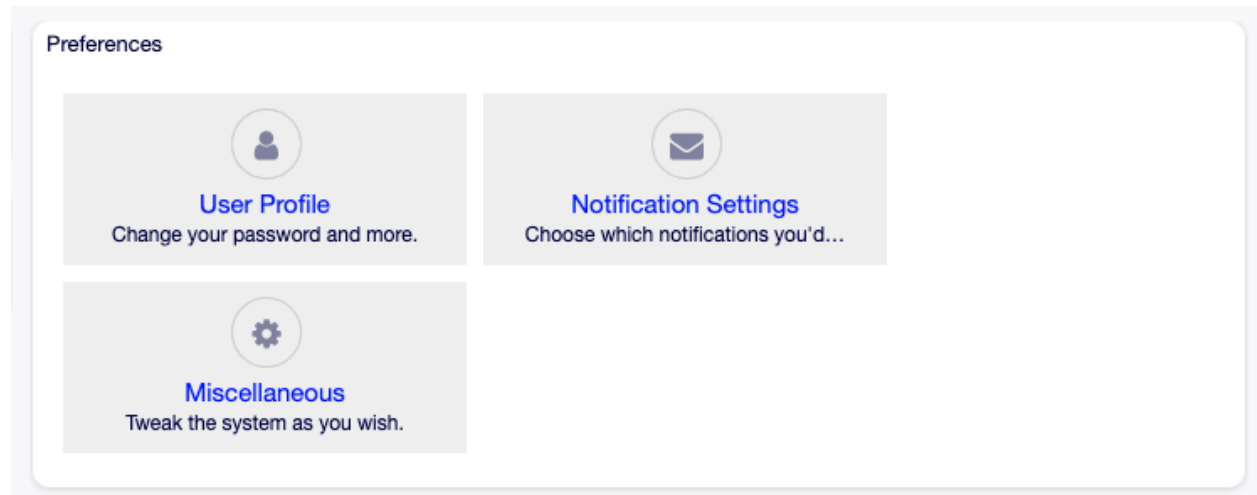 Preferences
User Profile
Change your password and more.
Notification Settings
Choose which notifications you'd…
Miscellaneous
Tweak the system as you wish.